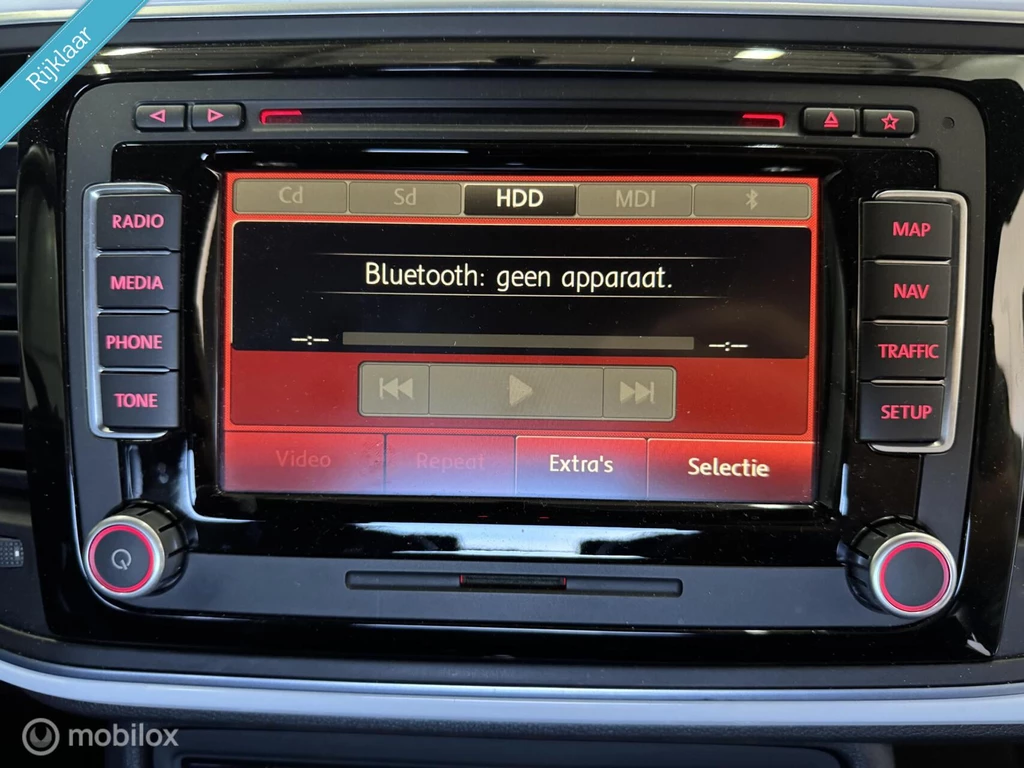 Rijklaar
Cd Sd HDD MDI
RADIO
MEDIA
PHONE
TONE
Bluetooth: geen apparaat.
--:-- --:--
Video Repeat Extra's Selectie
MAP
NAV
TRAFFIC
SETUP
mobilox